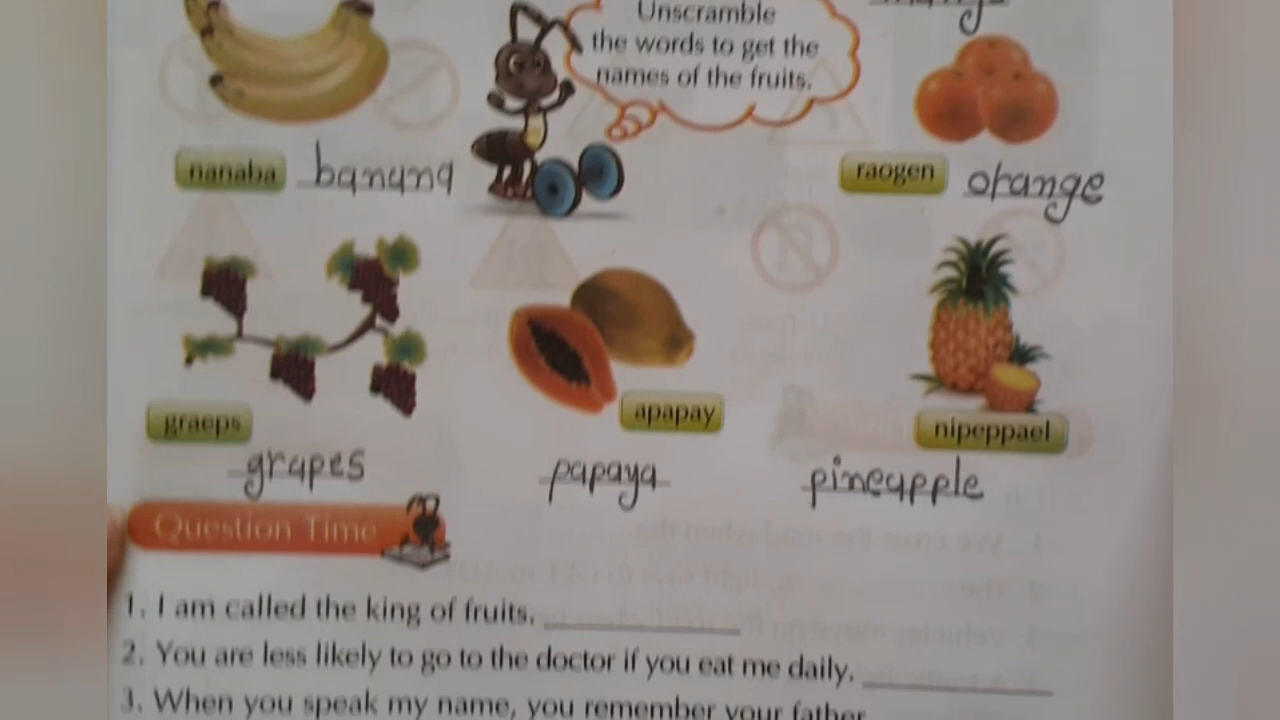 Unscramble
the words to get the
names of the fruits.
nanaba banana
raogen orange
graeps
grapes
apapay
papaya
nipeppael
pineapple
Question Time
1. I am called the king of fruits.
2. You are less likely to go to the doctor if you eat me daily.
3. When you speak my name, you remember your father